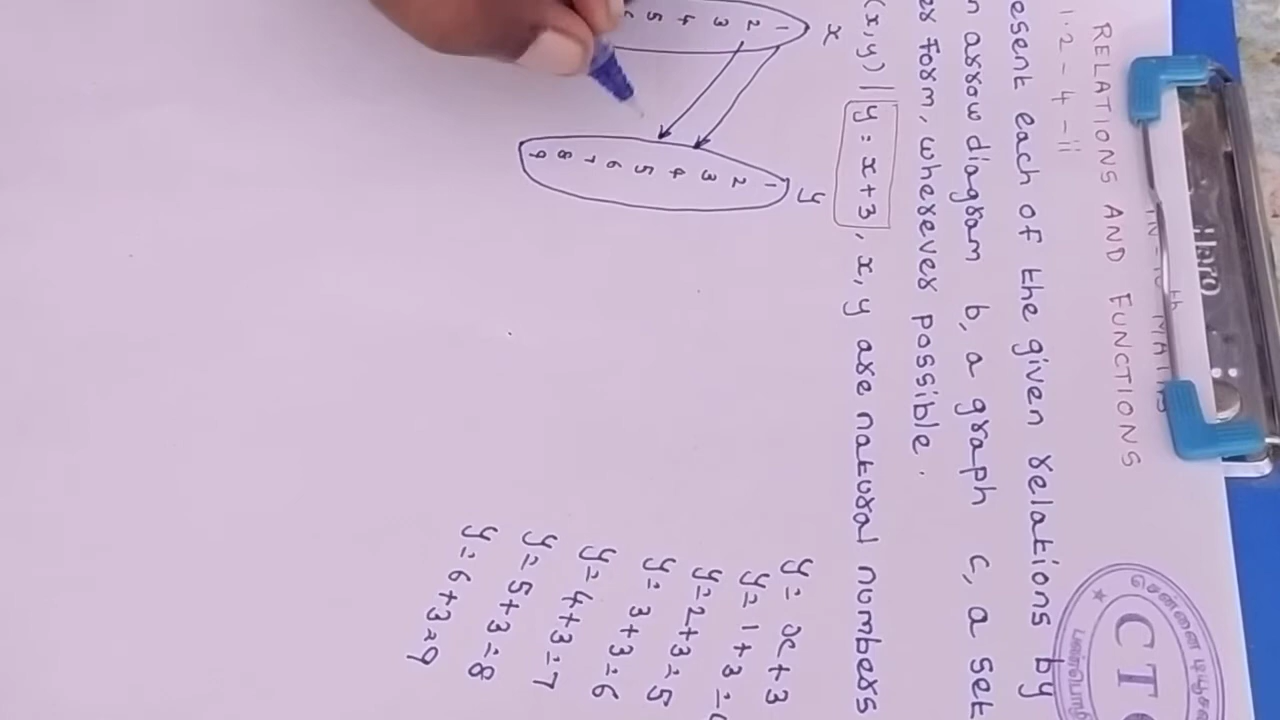 RELATIONS AND FUNCTIONS
1.2 - 4 - ii
each of the given relations by
arrow diagram b, a graph c, a set
form, wherever possible.
x, y) | y = x+3, x, y are natural numbers
x
1 2 3 4 5
y
1 2 3 4 5 6 7 8 9
y = x+3
y = 1+3 =
y = 2+3 = 5
y = 3+3 = 6
y = 4+3 = 7
y = 5+3 = 8
y = 6+3 = 9
Hero
CT